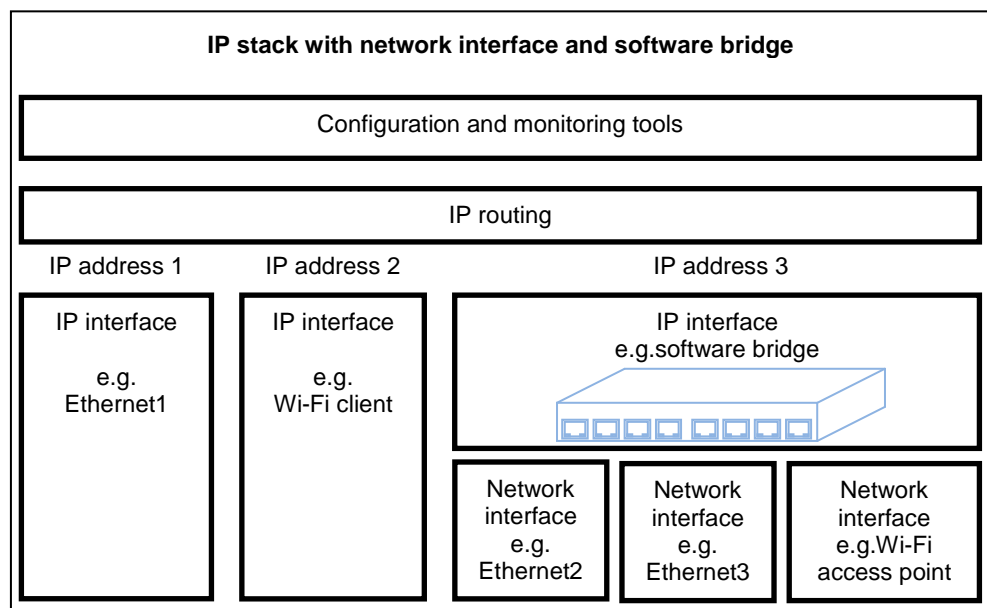 IP stack with network interface and software bridge
Configuration and monitoring tools
IP routing
IP address 1
IP address 2
IP address 3
IP interface
e.g.
Ethernet1
IP interface
e.g.
Wi-Fi client
IP interface
e.g.software bridge
Network
interface
e.g.
Ethernet2
Network
interface
e.g.
Ethernet3
Network
interface
e.g.Wi-Fi
access point